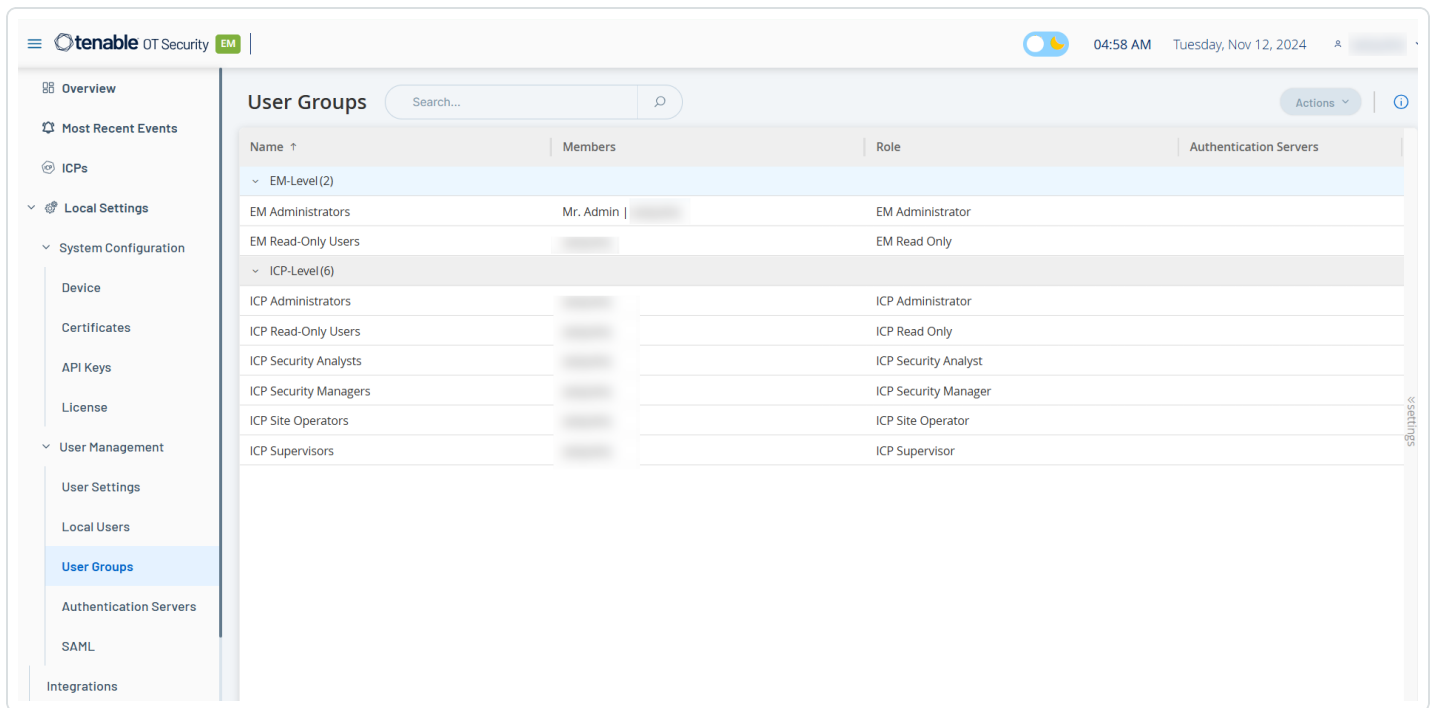 tenable OT Security EM
04:58 AM Tuesday, Nov 12, 2024
Overview
Most Recent Events
ICPs
Local Settings
System Configuration
Device
Certificates
API Keys
License
User Management
User Settings
Local Users
User Groups
Authentication Servers
SAML
Integrations
User Groups Search... Actions
Name Members Role Authentication Servers
EM-Level (2)
EM Administrators Mr. Admin | EM Administrator
EM Read-Only Users EM Read Only
ICP-Level (6)
ICP Administrators ICP Administrator
ICP Read-Only Users ICP Read Only
ICP Security Analysts ICP Security Analyst
ICP Security Managers ICP Security Manager
ICP Site Operators ICP Site Operator
ICP Supervisors ICP Supervisor
settings